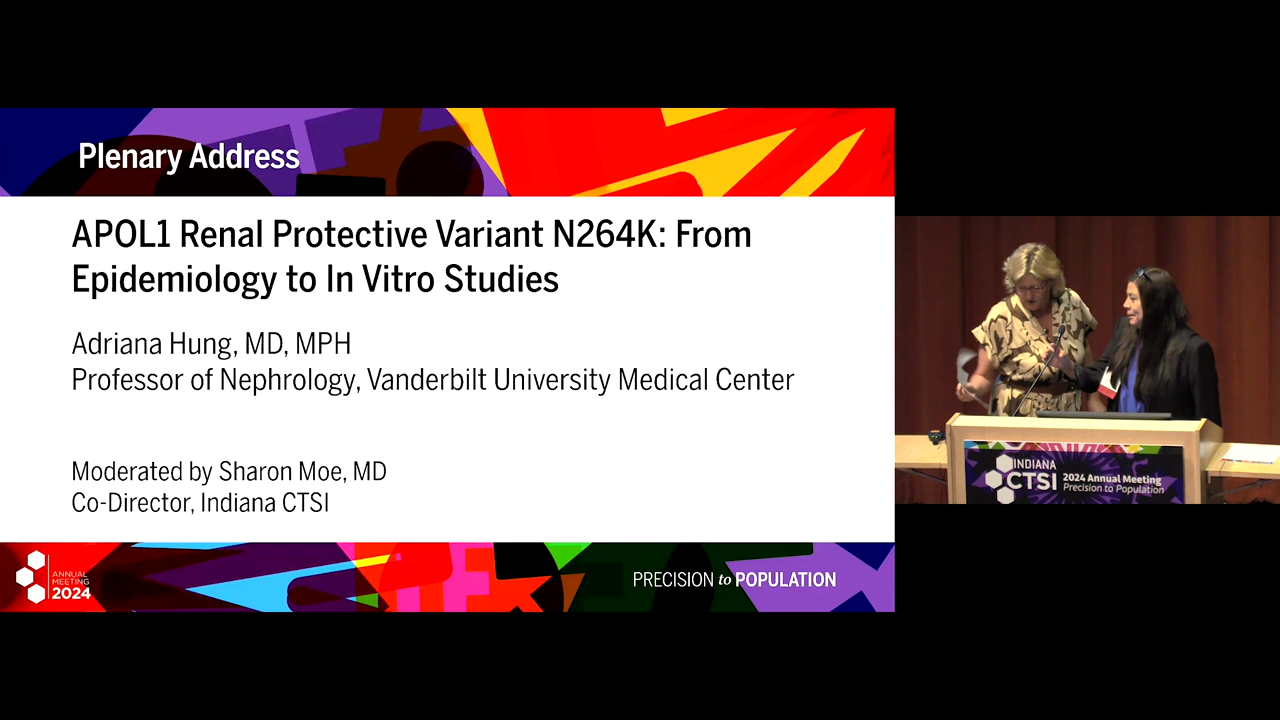 Plenary Address
APOL1 Renal Protective Variant N264K: From
Epidemiology to In Vitro Studies
Adriana Hung, MD, MPH
Professor of Nephrology, Vanderbilt University Medical Center
Moderated by Sharon Moe, MD
Co-Director, Indiana CTSI
ANNUAL
MEETING
2024
PRECISION to POPULATION
INDIANA
CTSI
2024 Annual Meeting
Precision to Population